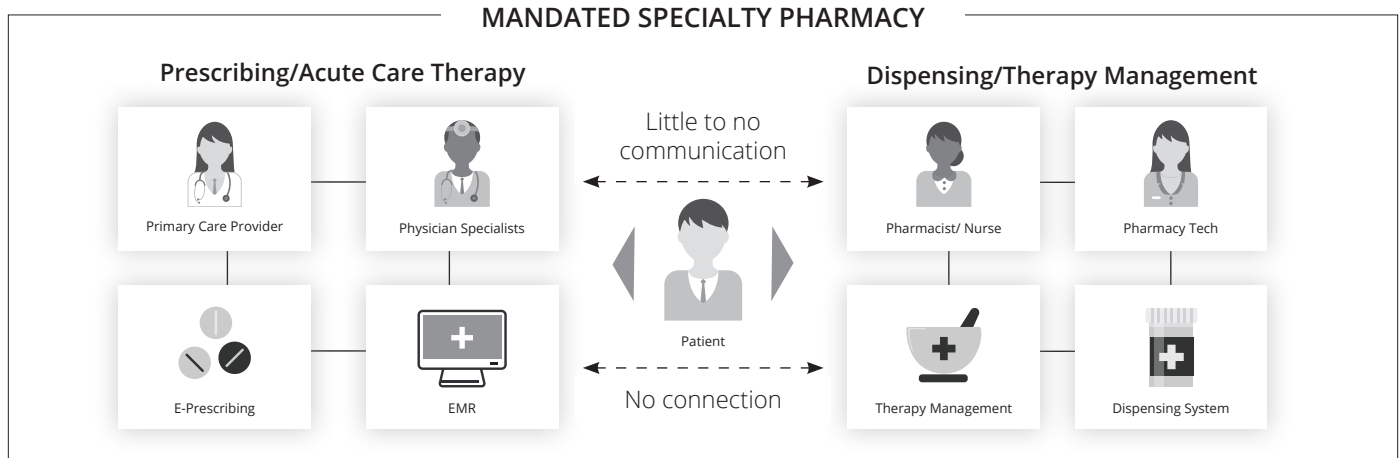 MANDATED SPECIALTY PHARMACY
Prescribing/Acute Care Therapy
Dispensing/Therapy Management
Little to no
communication
Primary Care Provider
Physician Specialists
Pharmacist/ Nurse
Pharmacy Tech
Patient
E-Prescribing
EMR
No connection
Therapy Management
Dispensing System